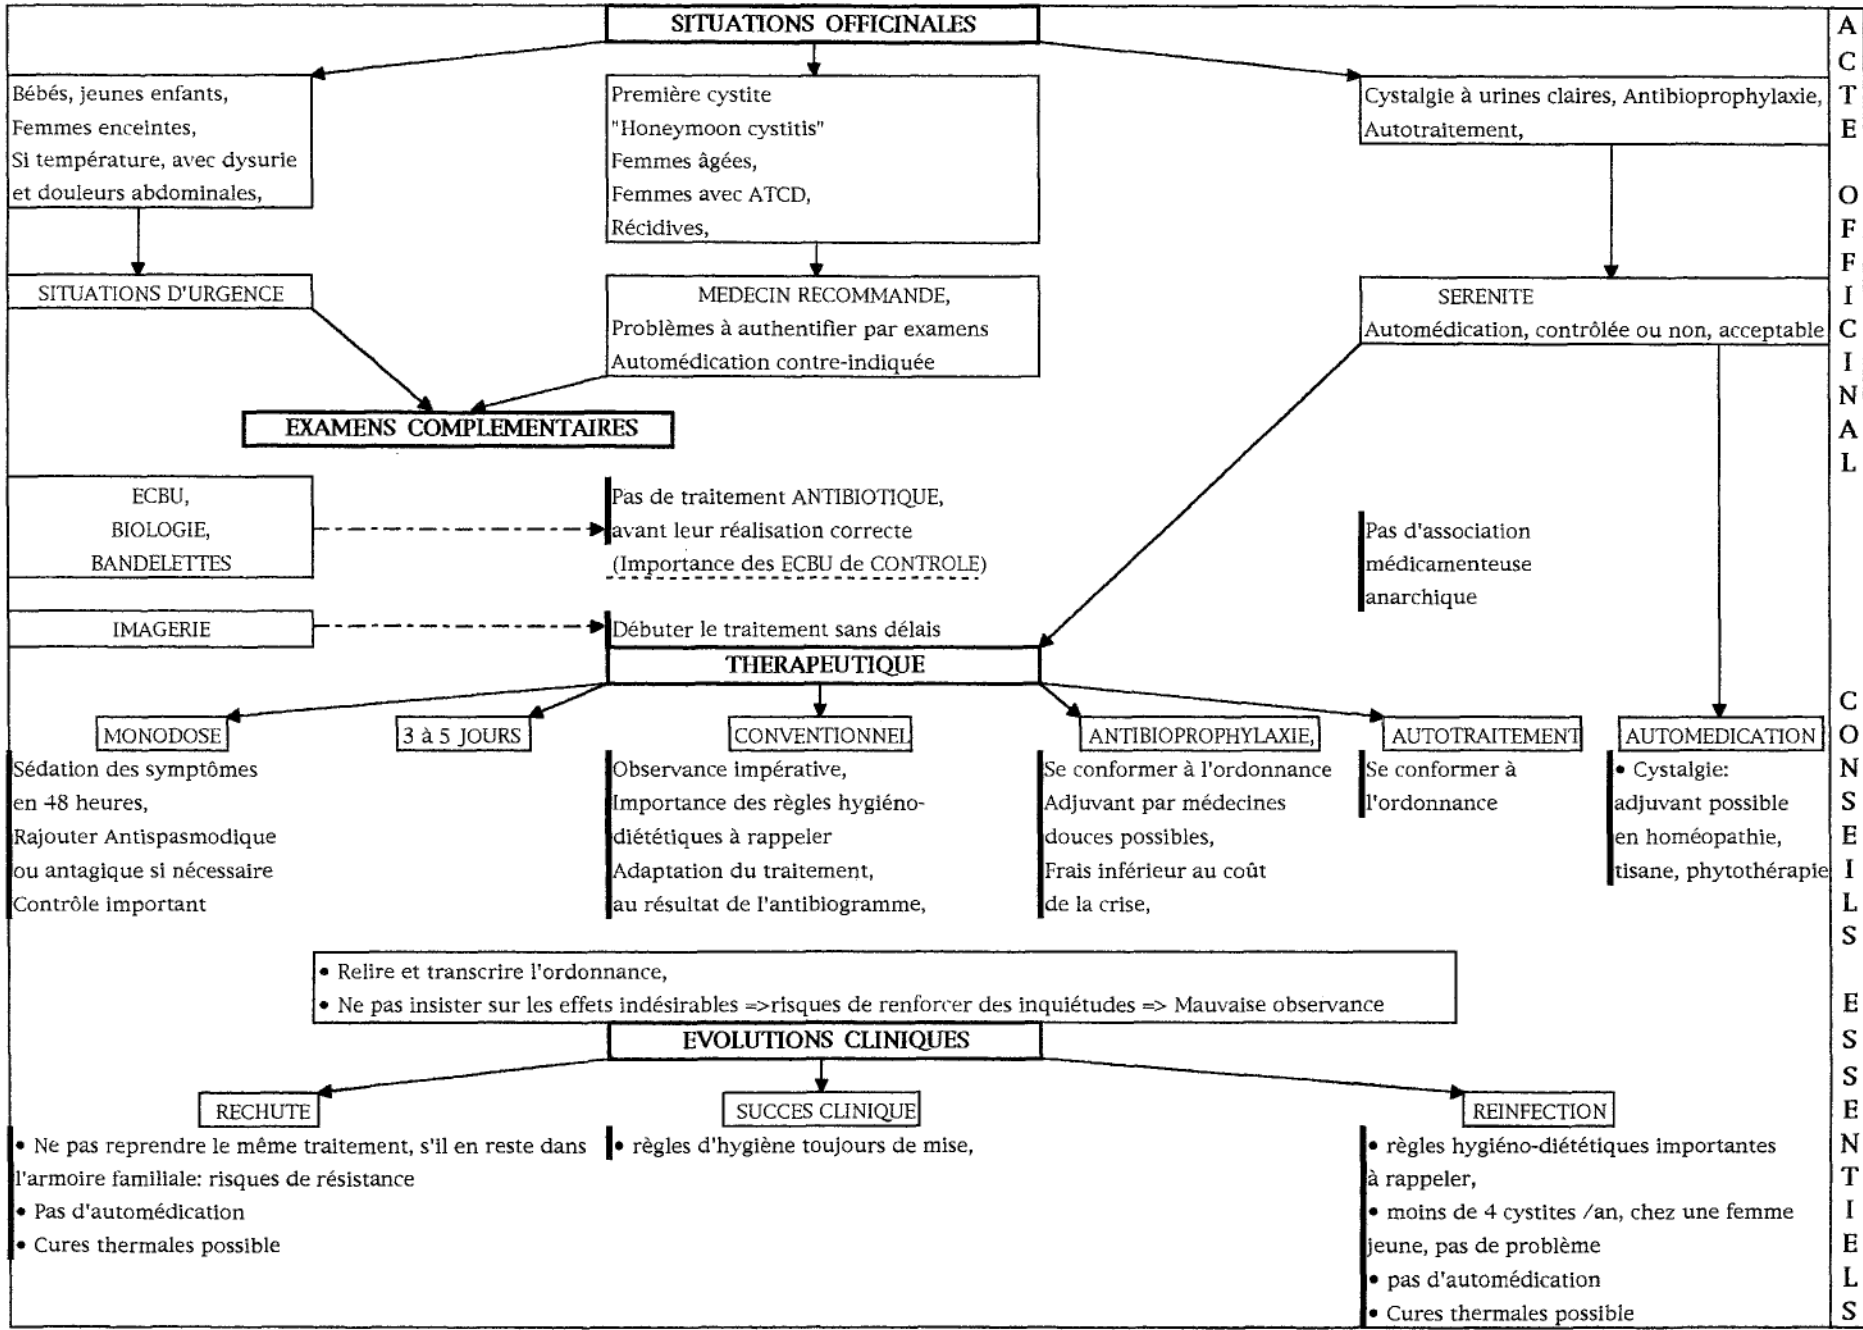 SITUATIONS OFFICINALES
Bébés, jeunes enfants,
Femmes enceintes,
Si température, avec dysurie
et douleurs abdominales,
Première cystite
"Honeymoon cystitis"
Femmes âgées,
Femmes avec ATCD,
Récidives,
Cystalgie à urines claires, Antibioprophylaxie,
Autotraitement,
SITUATIONS D'URGENCE
MEDECIN RECOMMANDE,
Problèmes à authentifier par examens
Automédication contre-indiquée
SERENITE
Automédication, contrôlée ou non, acceptable
EXAMENS COMPLEMENTAIRES
ECBU,
BIOLOGIE,
BANDELETTES
Pas de traitement ANTIBIOTIQUE,
avant leur réalisation correcte
(Importance des ECBU de CONTROLE)
Pas d'association
médicamenteuse
anarchique
IMAGERIE
Débuter le traitement sans délais
THERAPEUTIQUE
MONODOSE
3 à 5 JOURS
CONVENTIONNEL
ANTIBIOPROPHYLAXIE,
AUTOTRAITEMENT
AUTOMEDICATION
Sédation des symptômes
en 48 heures,
Rajouter Antispasmodique
ou antagique si nécessaire
Contrôle important
Observance impérative,
Importance des règles hygiéno-
diététiques à rappeler
Adaptation du traitement,
au résultat de l'antibiogramme,
Se conformer à l'ordonnance
Adjuvant par médecines
douces possibles,
Frais inférieur au coût
de la crise,
Se conformer à
l'ordonnance
• Cystalgie:
adjuvant possible
en homéopathie,
tisane, phytothérapie
• Relire et transcrire l'ordonnance,
• Ne pas insister sur les effets indésirables =>risques de renforcer des inquiétudes => Mauvaise observance
EVOLUTIONS CLINIQUES
RECHUTE
SUCCES CLINIQUE
REINFECTION
• Ne pas reprendre le même traitement, s'il en reste dans
l'armoire familiale: risques de résistance
• Pas d'automédication
• Cures thermales possible
• règles d'hygiène toujours de mise,
• règles hygiéno-diététiques importantes
à rappeler,
• moins de 4 cystites /an, chez une femme
jeune, pas de problème
• pas d'automédication
• Cures thermales possible
ACTE OFFICINAL
CONSEILS ESSENTIELS